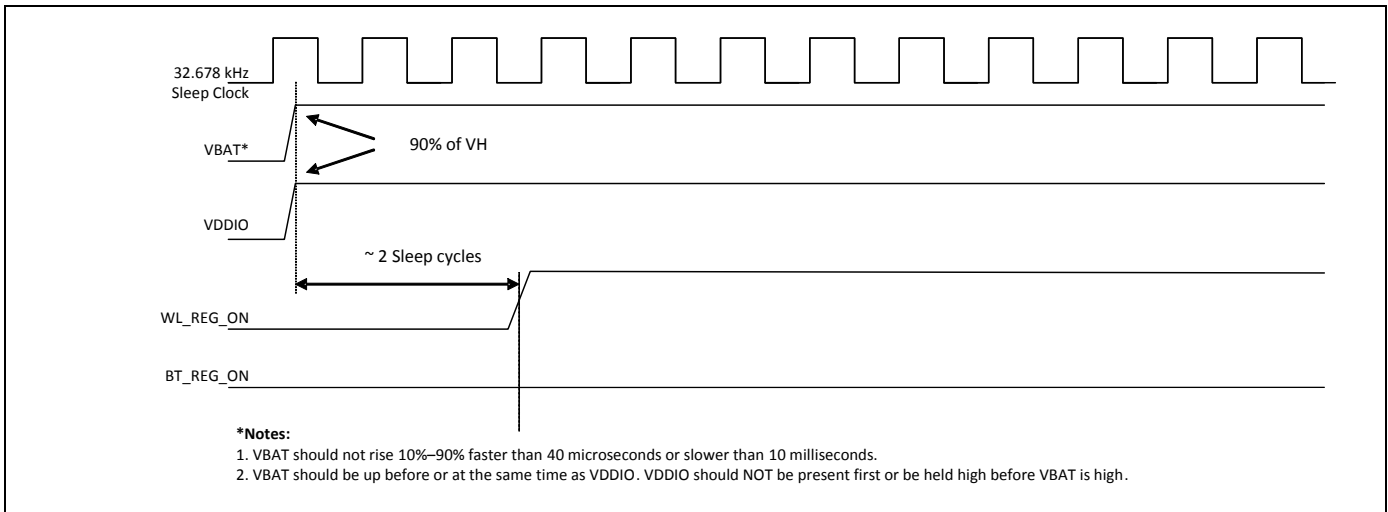 32.678 kHz
Sleep Clock
90% of VH
VBAT*
VDDIO
~ 2 Sleep cycles
WL_REG_ON
BT_REG_ON
*Notes:
1. VBAT should not rise 10%–90% faster than 40 microseconds or slower than 10 milliseconds.
2. VBAT should be up before or at the same time as VDDIO. VDDIO should NOT be present first or be held high before VBAT is high.